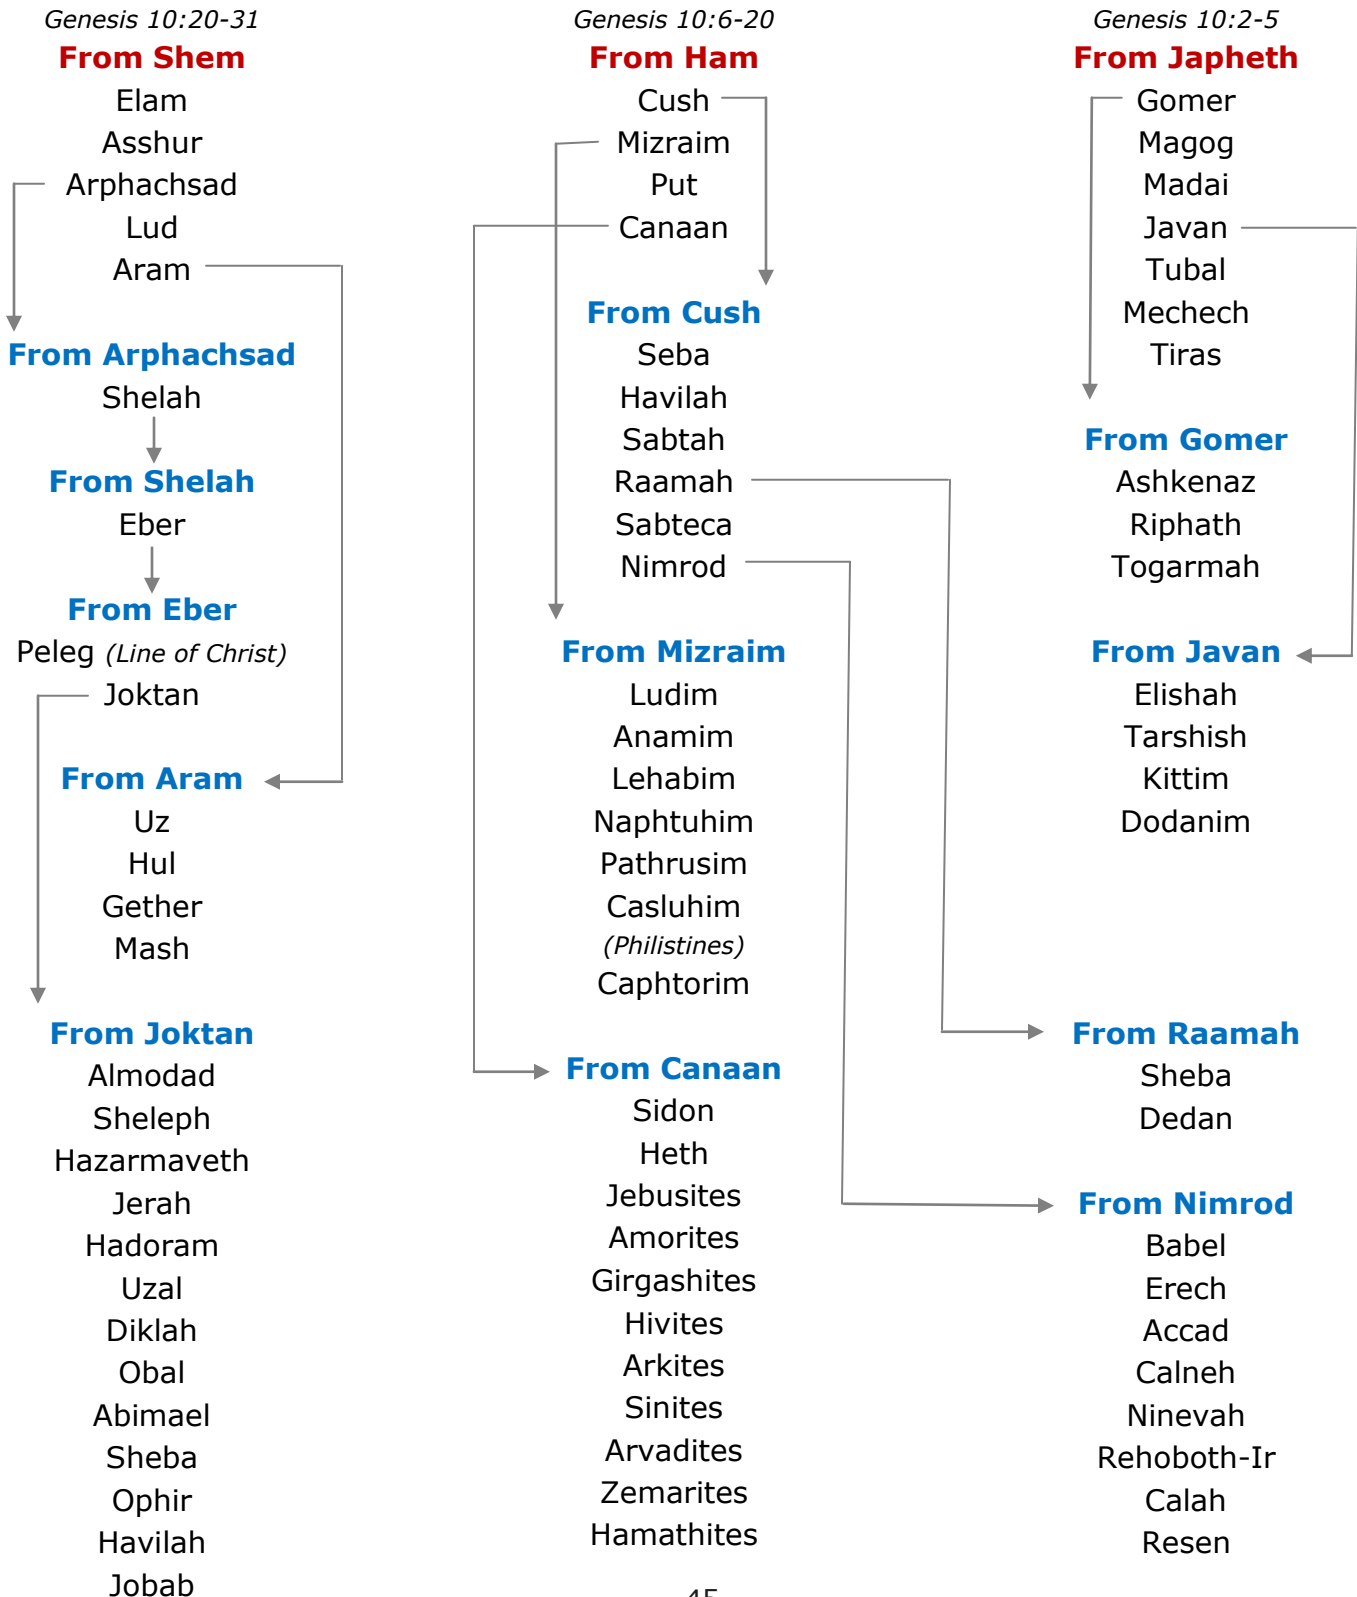 Genesis 10:20-31
From Shem
Elam
Asshur
Arphachsad
Lud
Aram
From Arphachsad
Shelah
From Shelah
Eber
From Eber
Peleg (Line of Christ)
Joktan
From Aram
Uz
Hul
Gether
Mash
From Joktan
Almodad
Sheleph
Hazarmaveth
Jerah
Hadoram
Uzal
Diklah
Obal
Abimael
Sheba
Ophir
Havilah
Jobab
Genesis 10:6-20
From Ham
Cush
Mizraim
Put
Canaan
From Cush
Seba
Havilah
Sabtah
Raamah
Sabteca
Nimrod
From Mizraim
Ludim
Anamim
Lehabim
Naphtuhim
Pathrusim
Casluhim
(Philistines)
Caphtorim
From Canaan
Sidon
Heth
Jebusites
Amorites
Girgashites
Hivites
Arkites
Sinites
Arvadites
Zemarites
Hamathites
Genesis 10:2-5
From Japheth
Gomer
Magog
Madai
Javan
Tubal
Mechech
Tiras
From Gomer
Ashkenaz
Riphath
Togarmah
From Javan
Elishah
Tarshish
Kittim
Dodanim
From Raamah
Sheba
Dedan
From Nimrod
Babel
Erech
Accad
Calneh
Ninevah
Rehoboth-Ir
Calah
Resen